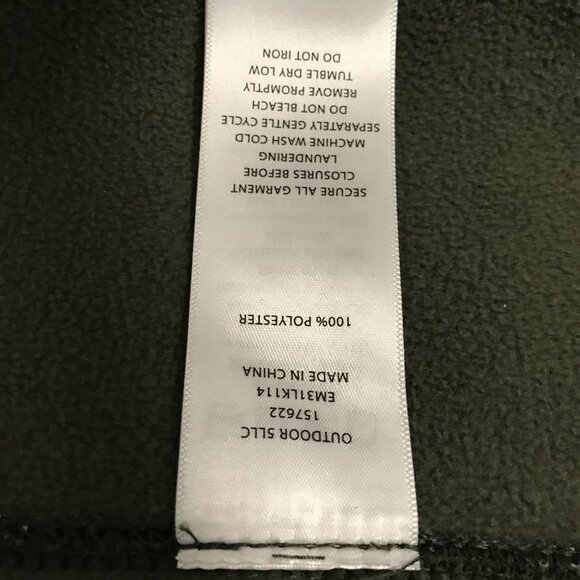 OUTDOOR 5LLC
157622
EM31LK114
MADE IN CHINA
100% POLYESTER
SECURE ALL GARMENT
CLOSURES BEFORE
LAUNDERING
MACHINE WASH COLD
SEPARATELY GENTLE CYCLE
DO NOT BLEACH
REMOVE PROMPTLY
TUMBLE DRY LOW
DO NOT IRON